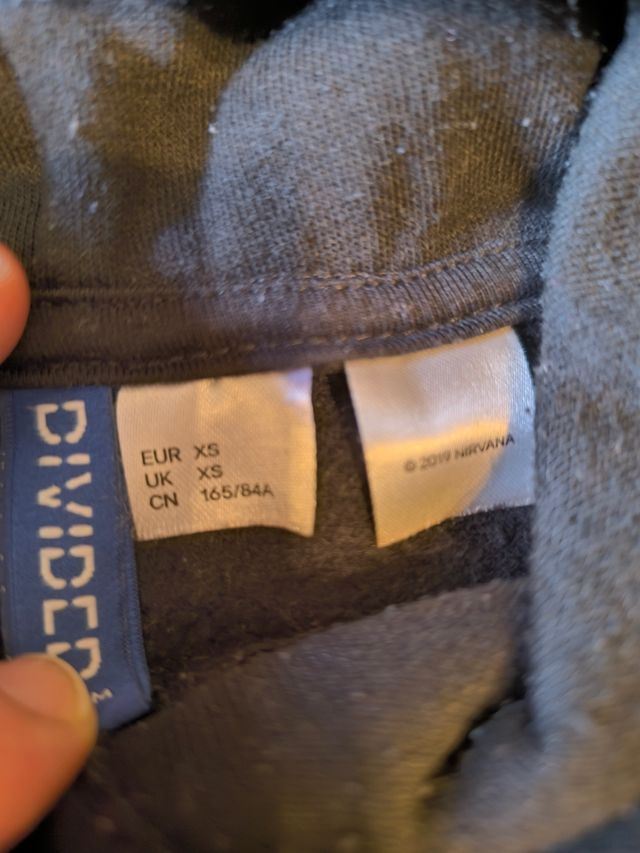 DIVIDED
EUR XS
UK XS
CN 165/84A
© 2019 NIRVANA